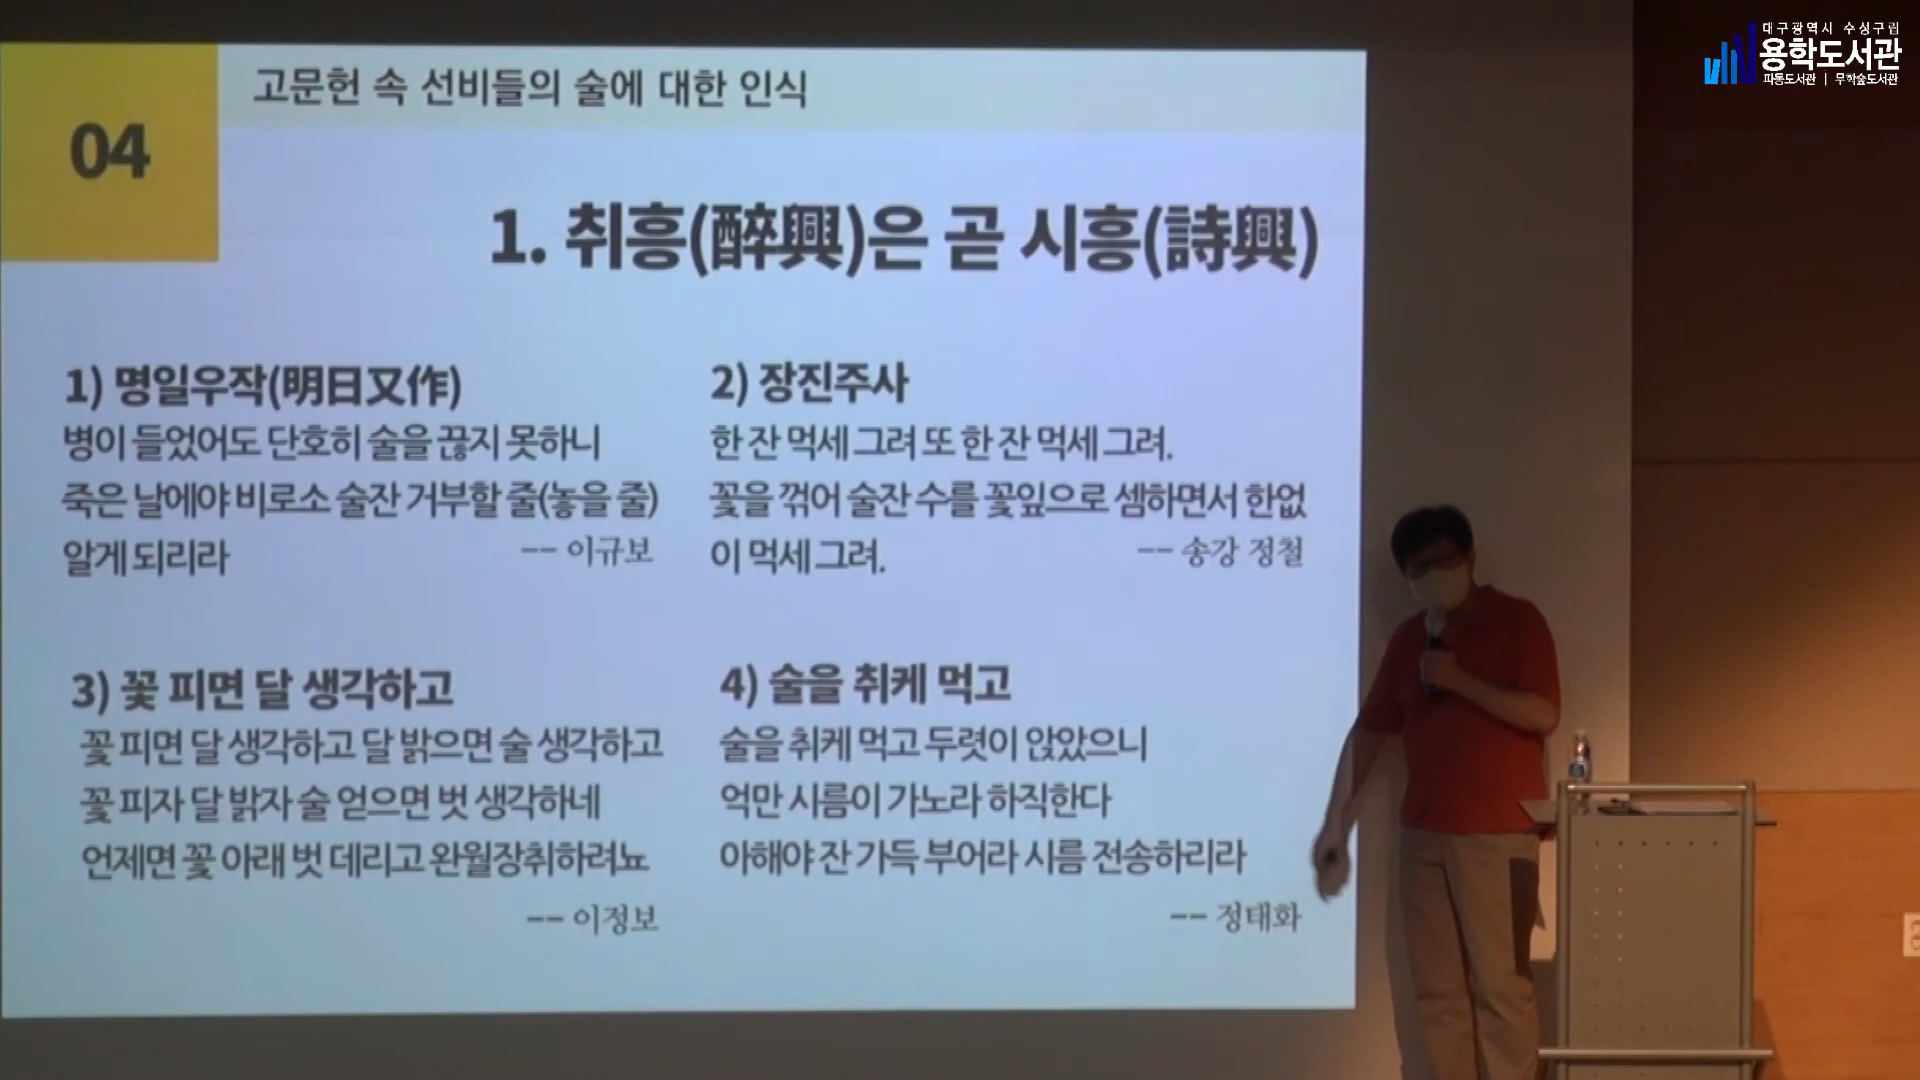 대구광역시 수성구립
용학도서관
파동도서관 | 무학숲도서관
04
고문헌 속 선비들의 술에 대한 인식
1. 취흥(醉興)은 곧 시흥(詩興)
1) 명일우작(明日又作)
병이 들었어도 단호히 술을 끊지 못하니
죽은 날에야 비로소 술잔 거부할 줄(놓을 줄)
알게 되리라
-- 이규보
2) 장진주사
한 잔 먹세 그려 또 한 잔 먹세 그려.
꽃을 꺾어 술잔 수를 꽃잎으로 셈하면서 한없
이 먹세 그려.
-- 송강 정철
3) 꽃 피면 달 생각하고
꽃 피면 달 생각하고 달 밝으면 술 생각하고
꽃 피자 달 밝자 술 얻으면 벗 생각하네
언제면 꽃 아래 벗 데리고 완월장취하려뇨
-- 이정보
4) 술을 취케 먹고
술을 취케 먹고 두렷이 앉았으니
억만 시름이 가노라 하직한다
아해야 잔 가득 부어라 시름 전송하리라
-- 정태화